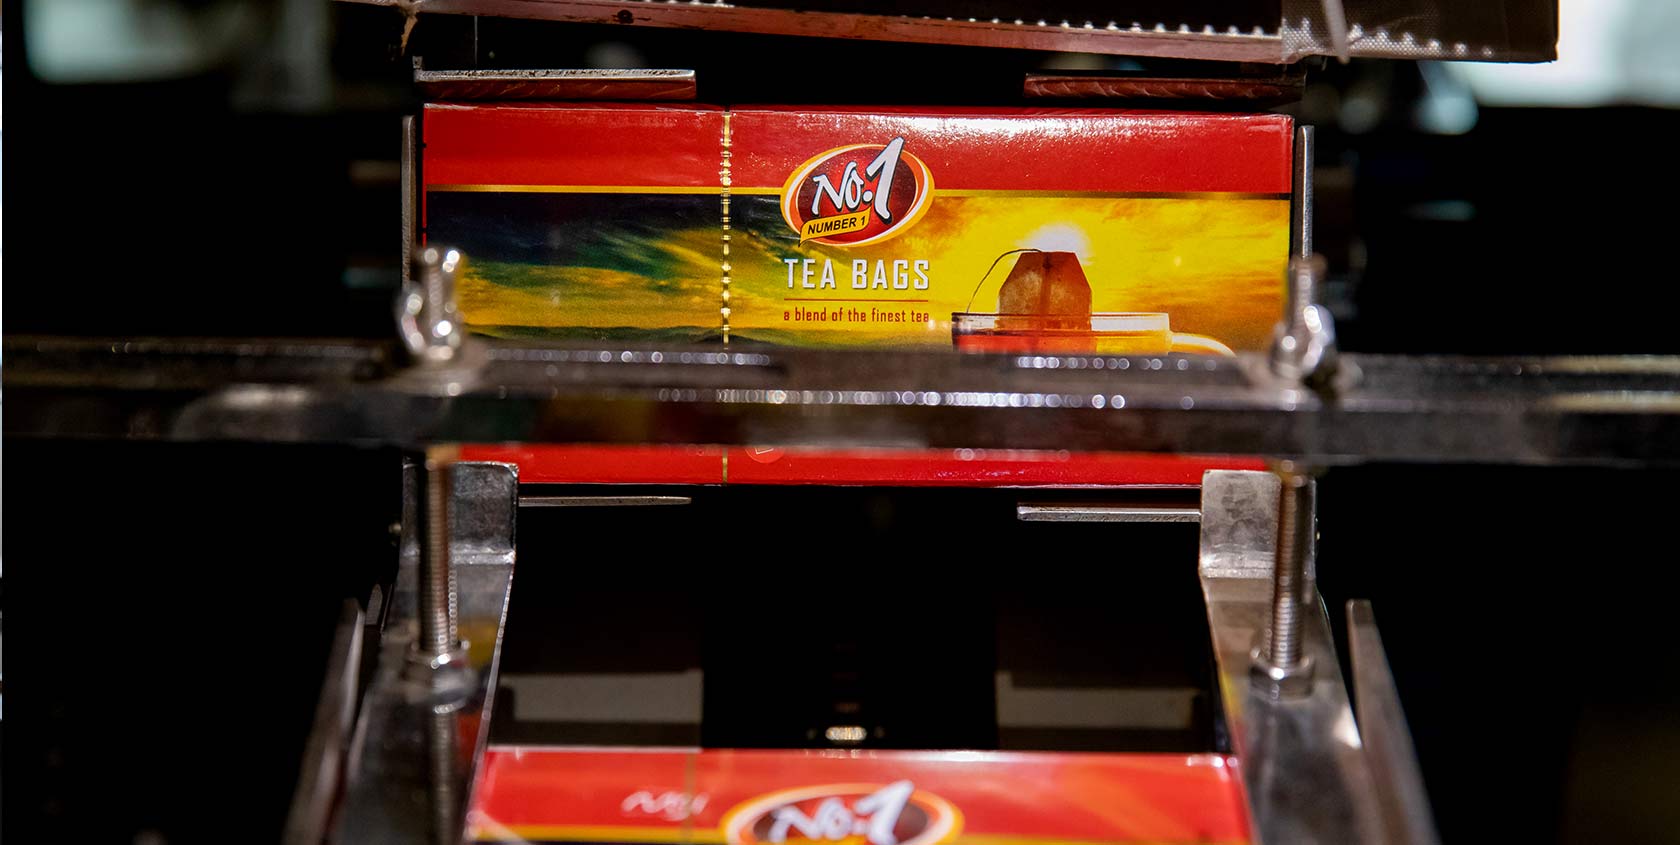 No.1
NUMBER 1
TEA BAGS
a blend of the finest tea
No.1